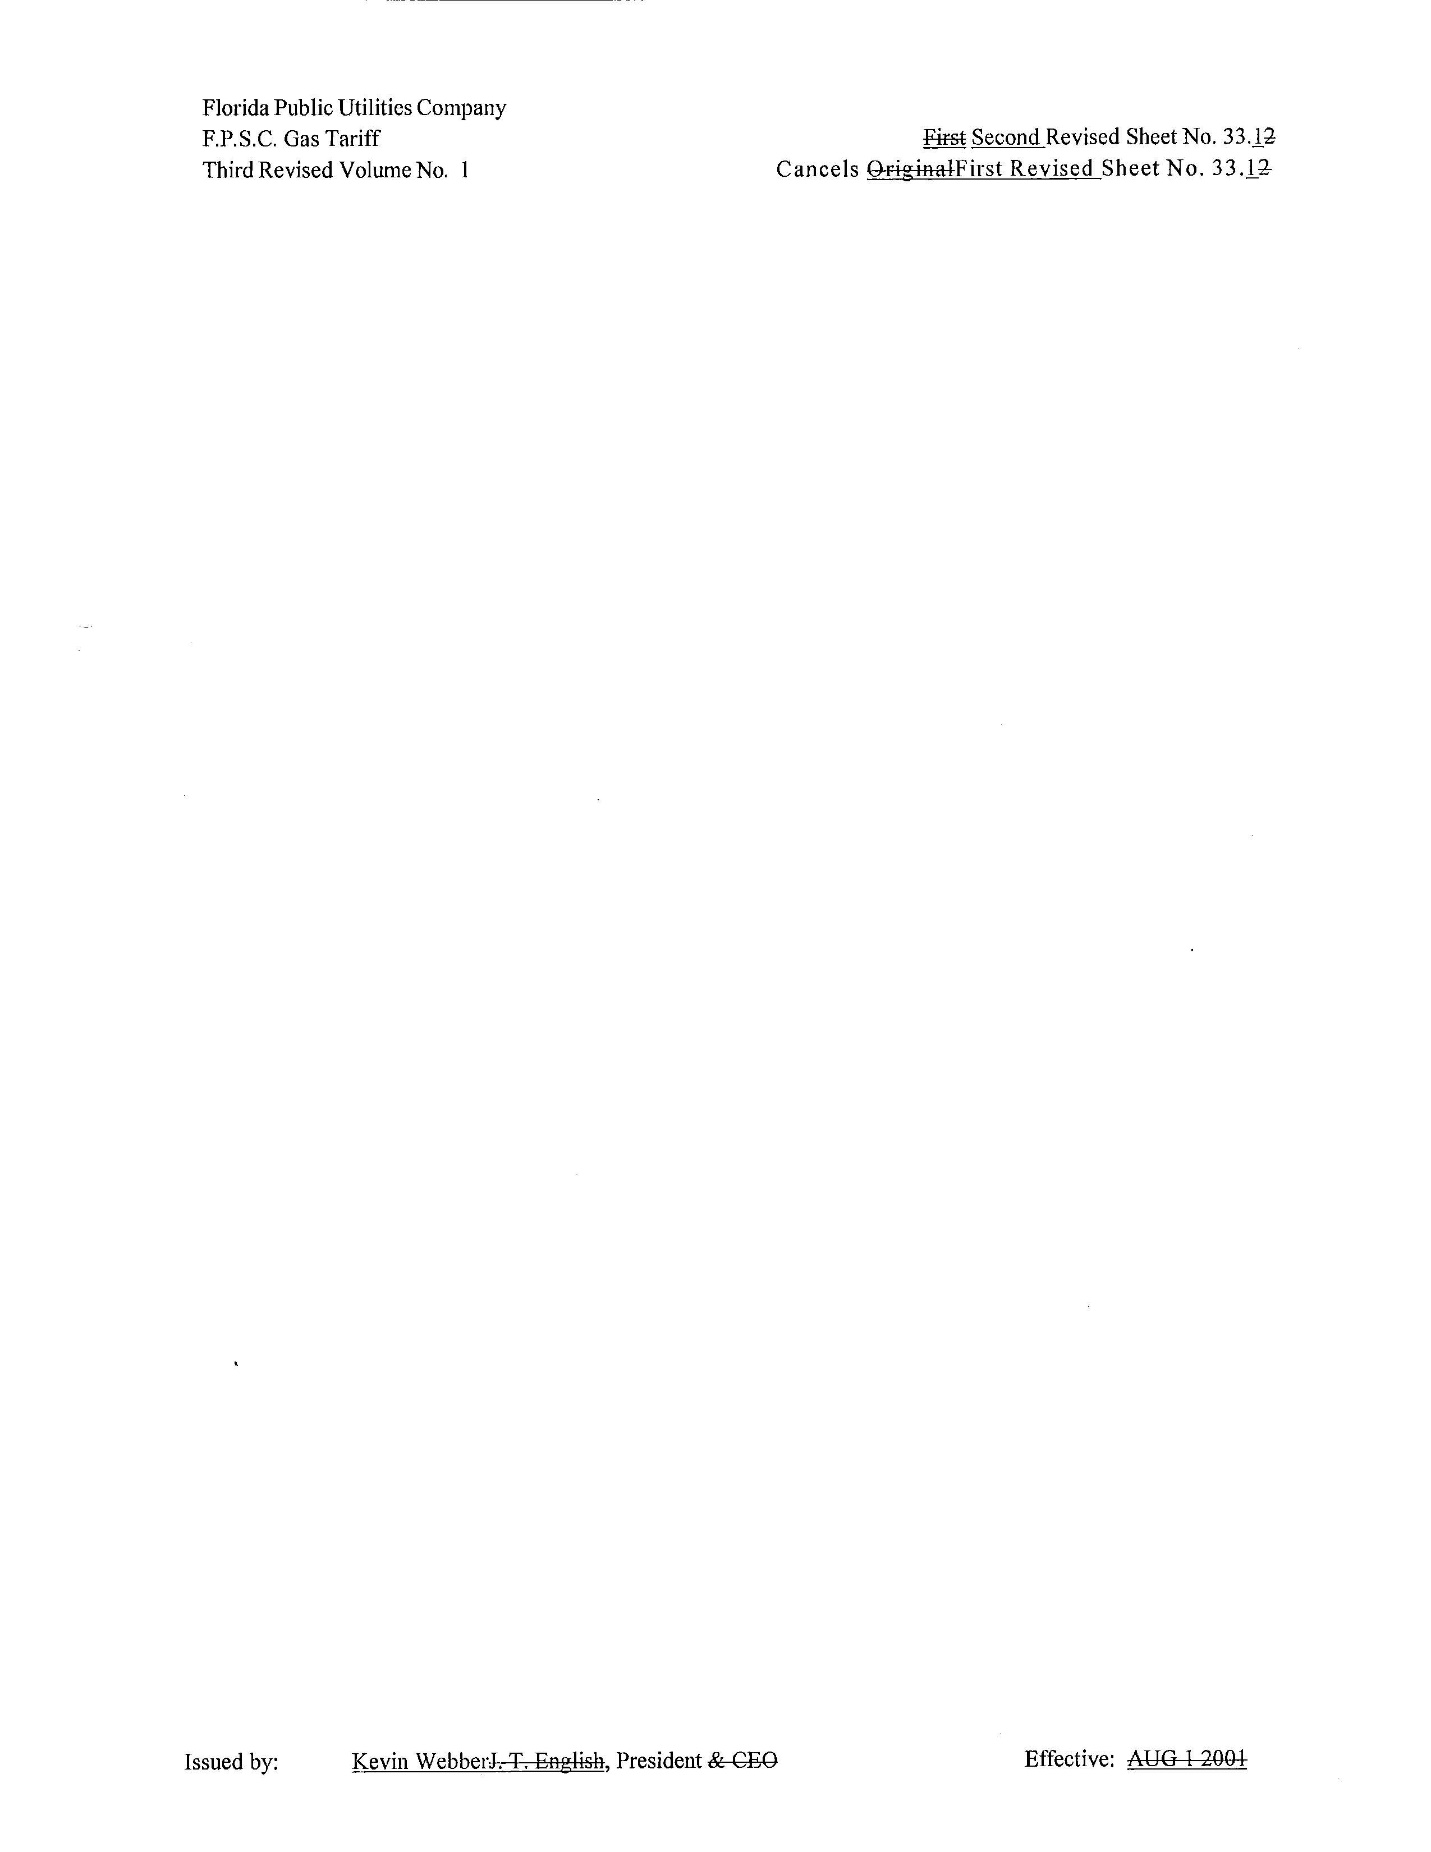 Florida Public Utilities Company
F.P.S.C. Gas Tariff
First Second Revised Sheet No. 33.12
Third Revised Volume No. 1
Cancels OriginalFirst Revised Sheet No. 33.12
Issued by: Kevin WebberJ. T. English, President & CEO
Effective: AUG 1 2001